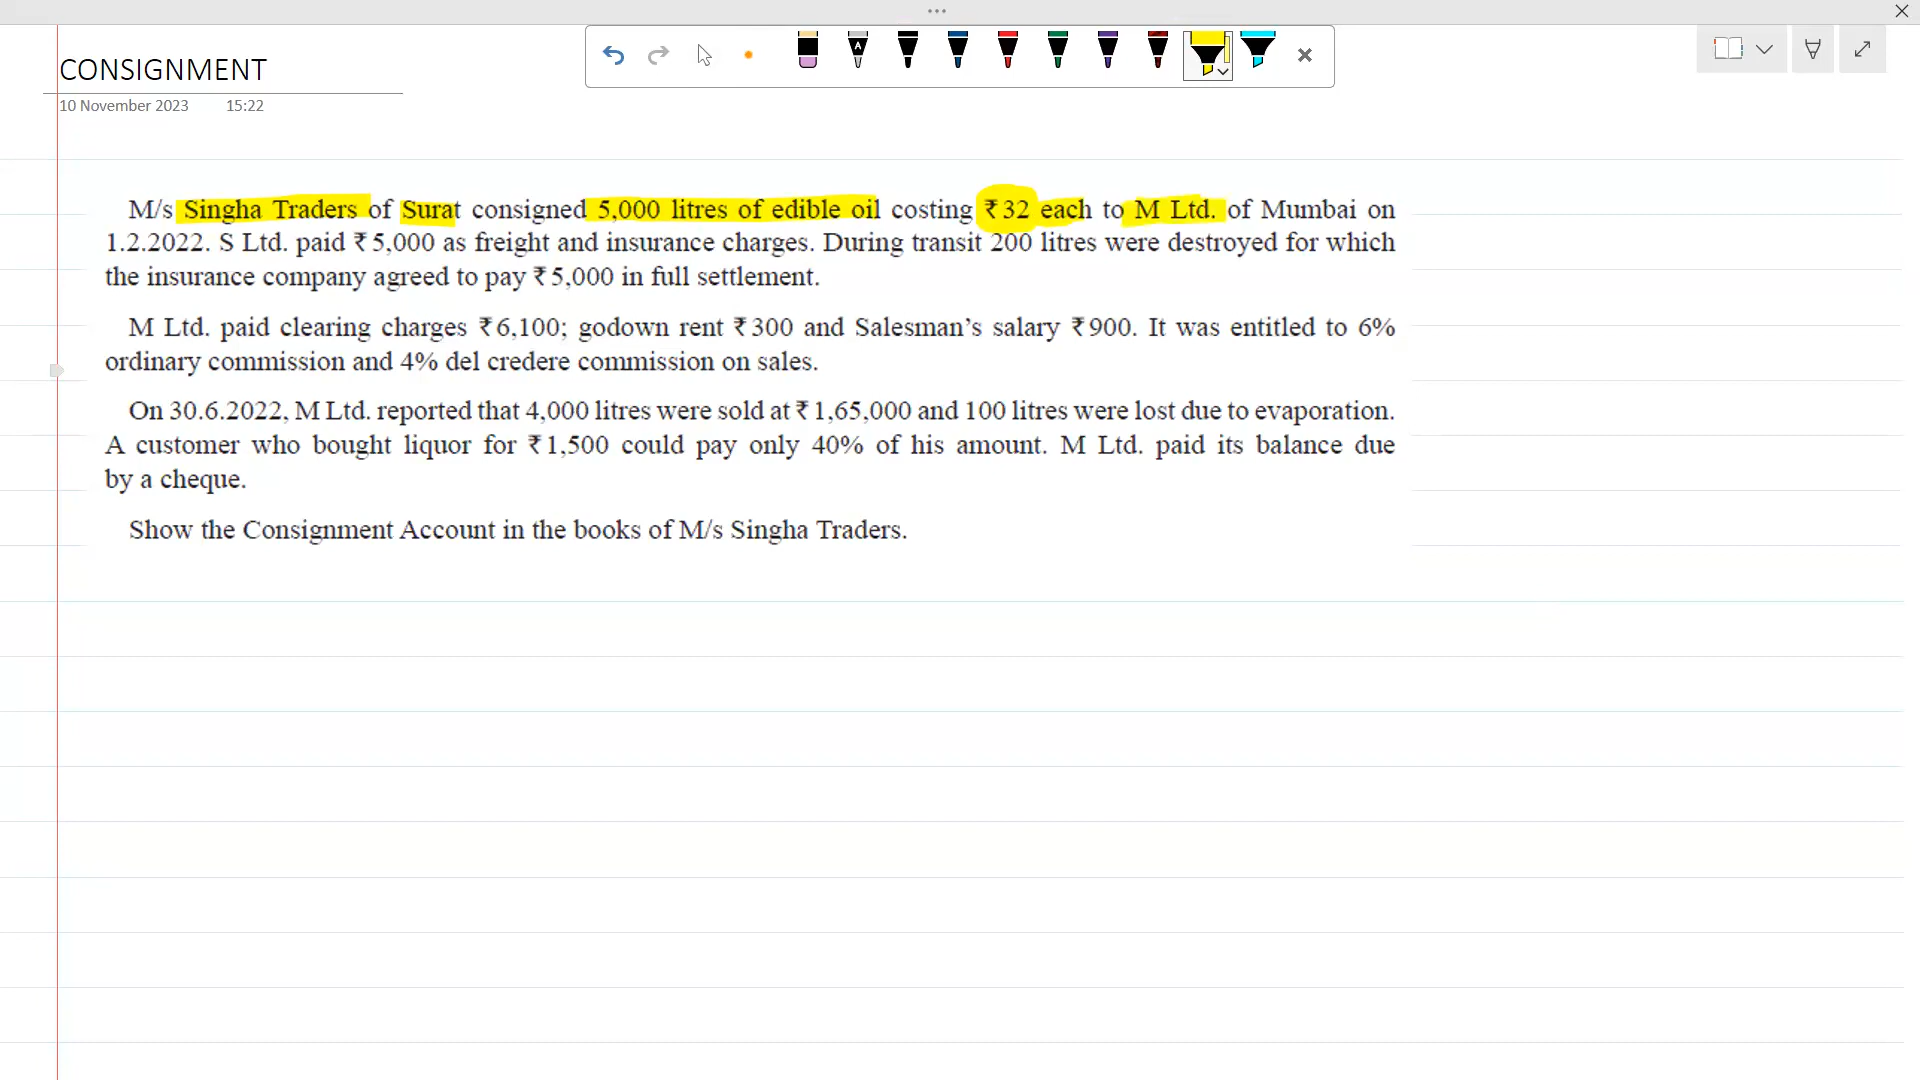 CONSIGNMENT
10 November 2023 15:22
A
M/s Singha Traders of Surat consigned 5,000 litres of edible oil costing ₹32 each to M Ltd. of Mumbai on
1.2.2022. S Ltd. paid ₹5,000 as freight and insurance charges. During transit 200 litres were destroyed for which
the insurance company agreed to pay ₹5,000 in full settlement.
M Ltd. paid clearing charges ₹6,100; godown rent ₹300 and Salesman's salary ₹900. It was entitled to 6%
ordinary commission and 4% del credere commission on sales.
On 30.6.2022, M Ltd. reported that 4,000 litres were sold at ₹1,65,000 and 100 litres were lost due to evaporation.
A customer who bought liquor for ₹1,500 could pay only 40% of his amount. M Ltd. paid its balance due
by a cheque.
Show the Consignment Account in the books of M/s Singha Traders.